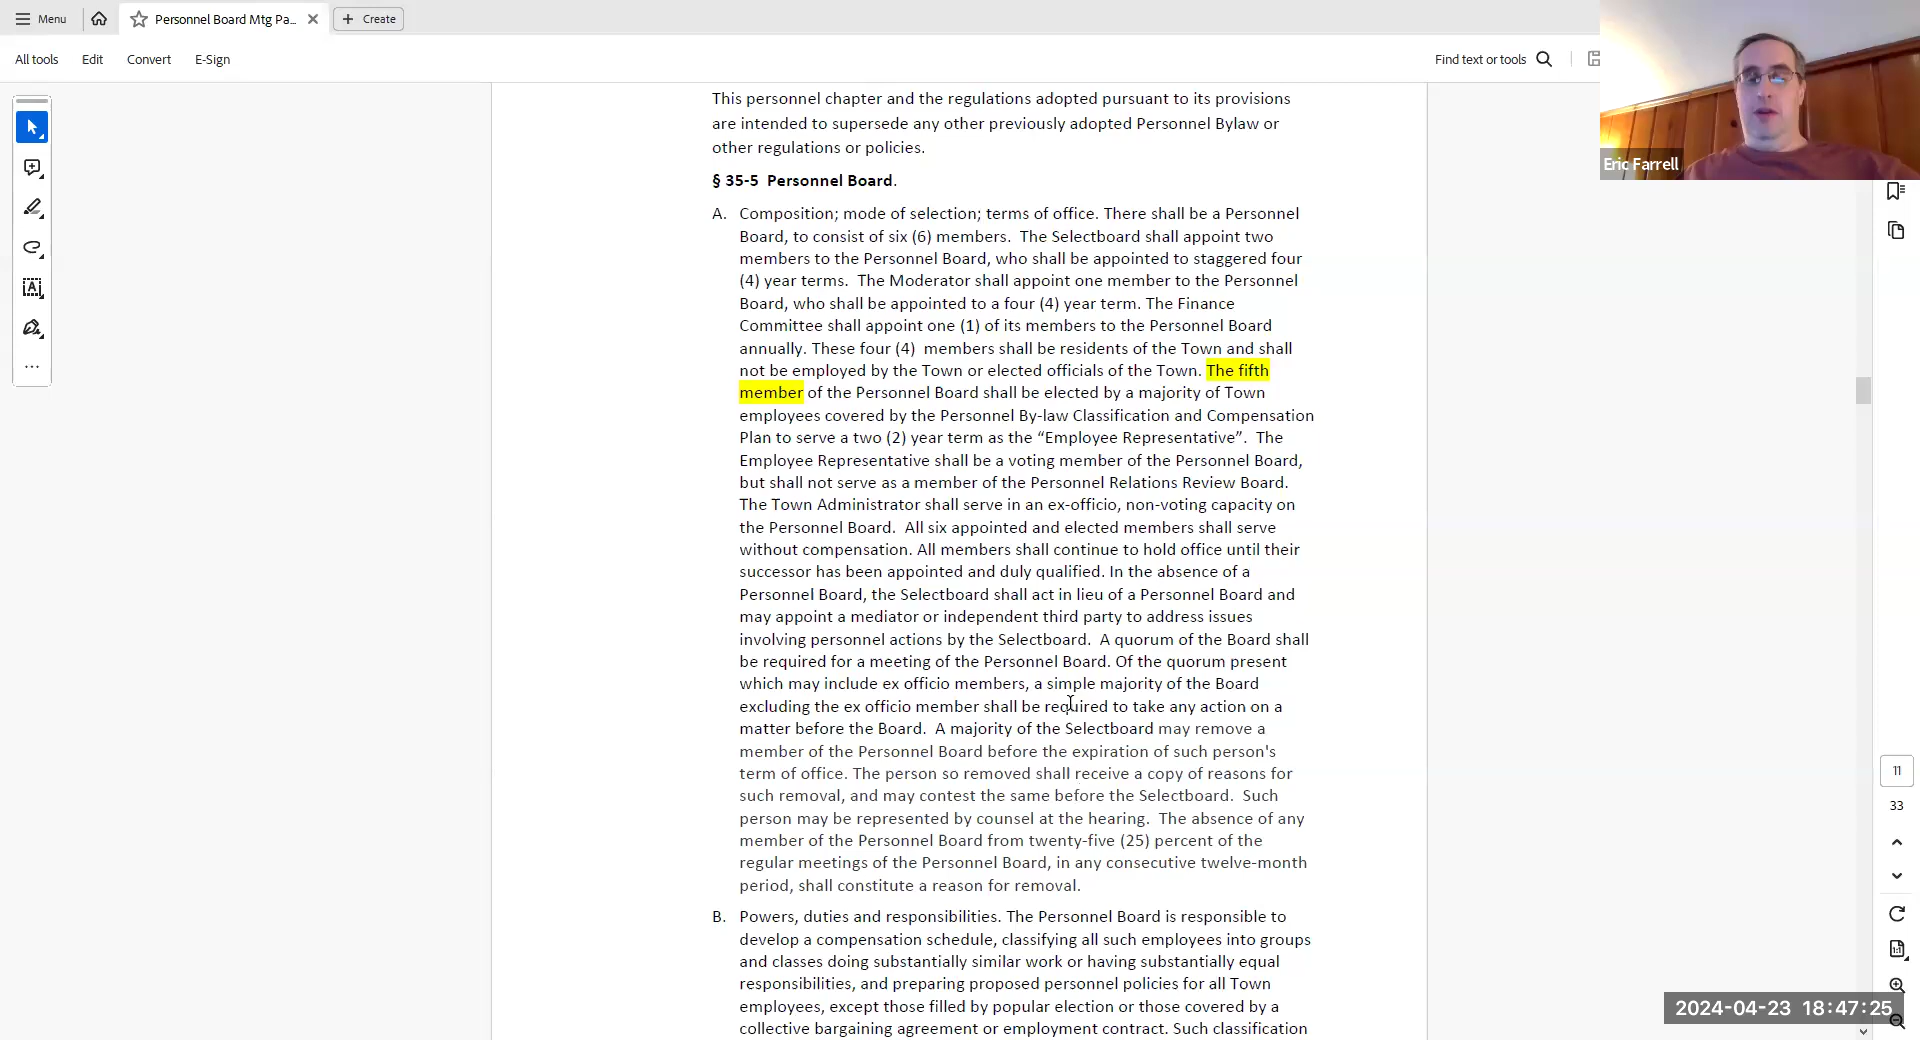 Menu
Personnel Board Mtg Pa...
Create
All tools
Edit
Convert
E-Sign
Find text or tools
Eric Farrell
This personnel chapter and the regulations adopted pursuant to its provisions
are intended to supersede any other previously adopted Personnel Bylaw or
other regulations or policies.
§ 35-5 Personnel Board.
A. Composition; mode of selection; terms of office. There shall be a Personnel
Board, to consist of six (6) members. The Selectboard shall appoint two
members to the Personnel Board, who shall be appointed to staggered four
(4) year terms. The Moderator shall appoint one member to the Personnel
Board, who shall be appointed to a four (4) year term. The Finance
Committee shall appoint one (1) of its members to the Personnel Board
annually. These four (4) members shall be residents of the Town and shall
not be employed by the Town or elected officials of the Town. The fifth
member of the Personnel Board shall be elected by a majority of Town
employees covered by the Personnel By-law Classification and Compensation
Plan to serve a two (2) year term as the “Employee Representative”. The
Employee Representative shall be a voting member of the Personnel Board,
but shall not serve as a member of the Personnel Relations Review Board.
The Town Administrator shall serve in an ex-officio, non-voting capacity on
the Personnel Board. All six appointed and elected members shall serve
without compensation. All members shall continue to hold office until their
successor has been appointed and duly qualified. In the absence of a
Personnel Board, the Selectboard shall act in lieu of a Personnel Board and
may appoint a mediator or independent third party to address issues
involving personnel actions by the Selectboard. A quorum of the Board shall
be required for a meeting of the Personnel Board. Of the quorum present
which may include ex officio members, a simple majority of the Board
excluding the ex officio member shall be required to take any action on a
matter before the Board. A majority of the Selectboard may remove a
member of the Personnel Board before the expiration of such person's
term of office. The person so removed shall receive a copy of reasons for
such removal, and may contest the same before the Selectboard. Such
person may be represented by counsel at the hearing. The absence of any
member of the Personnel Board from twenty-five (25) percent of the
regular meetings of the Personnel Board, in any consecutive twelve-month
period, shall constitute a reason for removal.
B. Powers, duties and responsibilities. The Personnel Board is responsible to
develop a compensation schedule, classifying all such employees into groups
and classes doing substantially similar work or having substantially equal
responsibilities, and preparing proposed personnel policies for all Town
employees, except those filled by popular election or those covered by a
collective bargaining agreement or employment contract. Such classification
11
33
2024-04-23 18:47:25